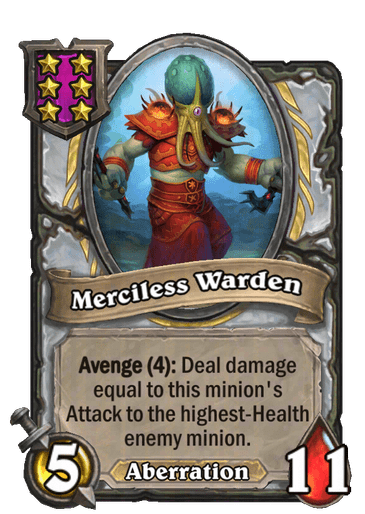 Merciless Warden
Avenge (4): Deal damage
equal to this minion's
Attack to the highest-Health
enemy minion.
5
Aberration
11